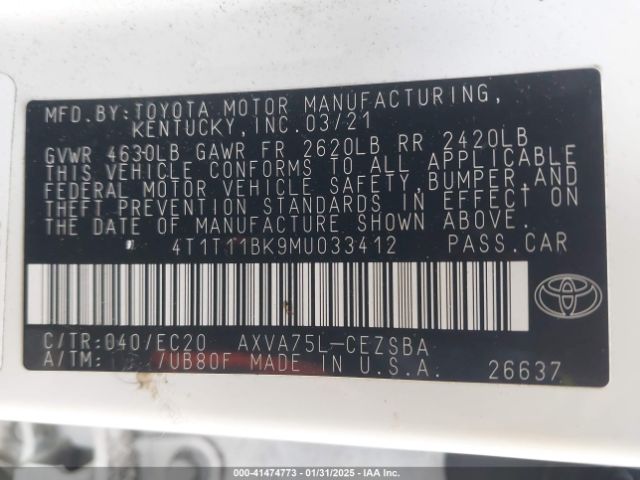 MFD.BY:TOYOTA MOTOR MANUFACTURING,
KENTUCKY,INC.03/21
GVWR 4630LB GAWR FR 2620LB RR 2420LB
THIS VEHICLE CONFORMS TO ALL APPLICABLE
FEDERAL MOTOR VEHICLE SAFETY,BUMPER,AND
THEFT PREVENTION STANDARDS IN EFFECT ON
THE DATE OF MANUFACTURE SHOWN ABOVE.
4T1T11BK9MU033412 PASS.CAR
C/TR:040/EC20 AXVA75L-CEZSBA
A/TM: /UB80F MADE IN U.S.A. 26637
000-41474773 - 01/31/2025 - IAA Inc.